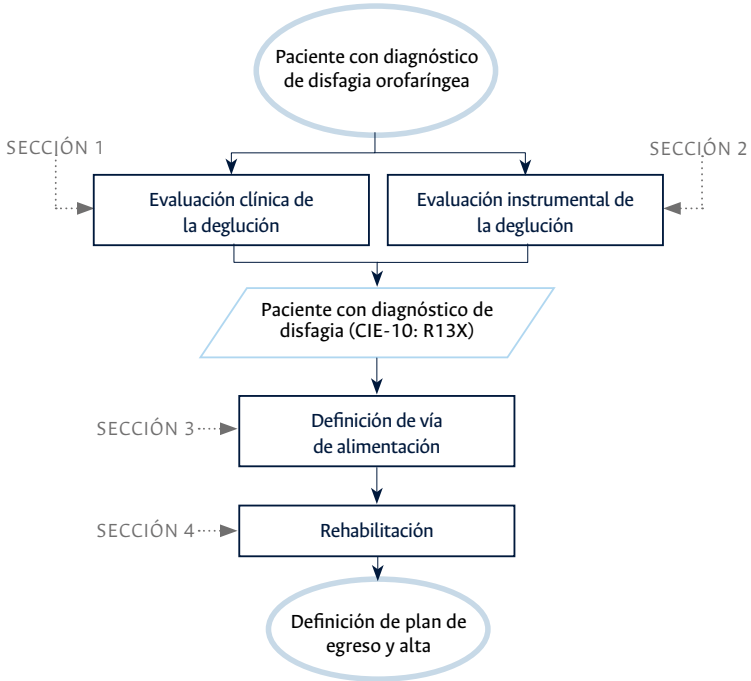 Paciente con diagnóstico
de disfagia orofaríngea
SECCIÓN 1
SECCIÓN 2
Evaluación clínica de
la deglución
Evaluación instrumental de
la deglución
Paciente con diagnóstico de
disfagia (CIE-10: R13X)
SECCIÓN 3
Definición de vía
de alimentación
SECCIÓN 4
Rehabilitación
Definición de plan de
egreso y alta